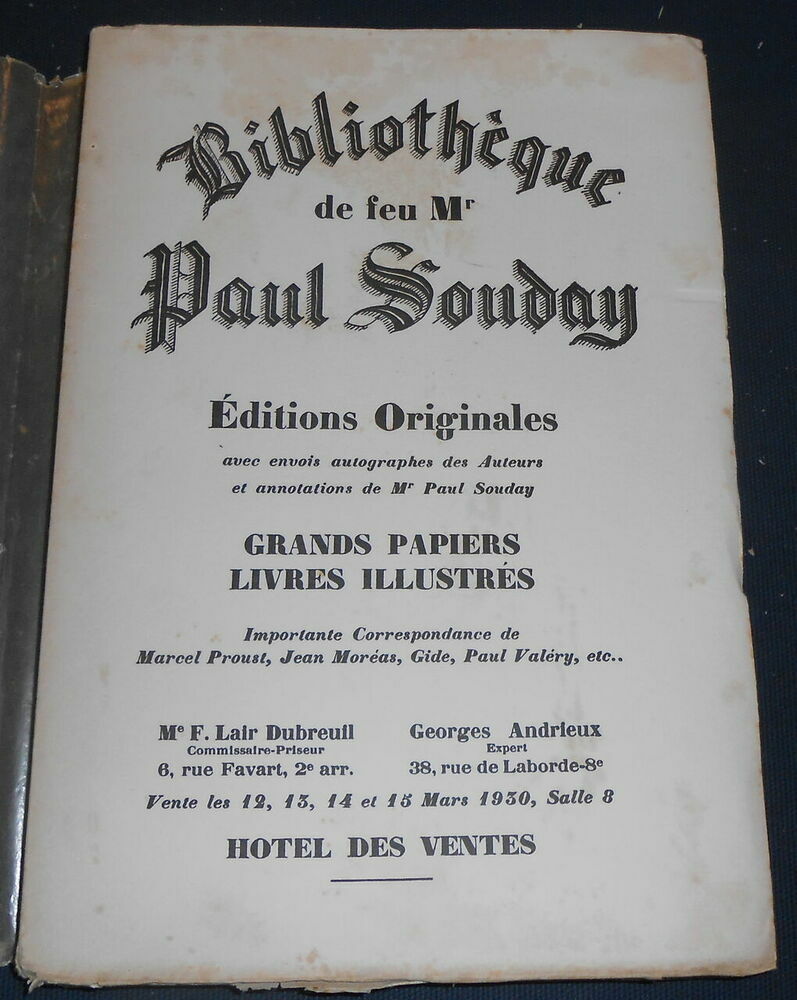 Bibliothèque
de feu Mr
Paul Souday
Éditions Originales
avec envois autographes des Auteurs
et annotations de Mr Paul Souday
GRANDS PAPIERS
LIVRES ILLUSTRÉS
Importante Correspondance de
Marcel Proust, Jean Moréas, Gide, Paul Valéry, etc..
Me F. Lair Dubreuil
Commissaire-Priseur
6, rue Favart, 2e arr.
Georges Andrieux
Expert
38, rue de Laborde-8e
Vente les 12, 13, 14 et 15 Mars 1930, Salle 8
HOTEL DES VENTES